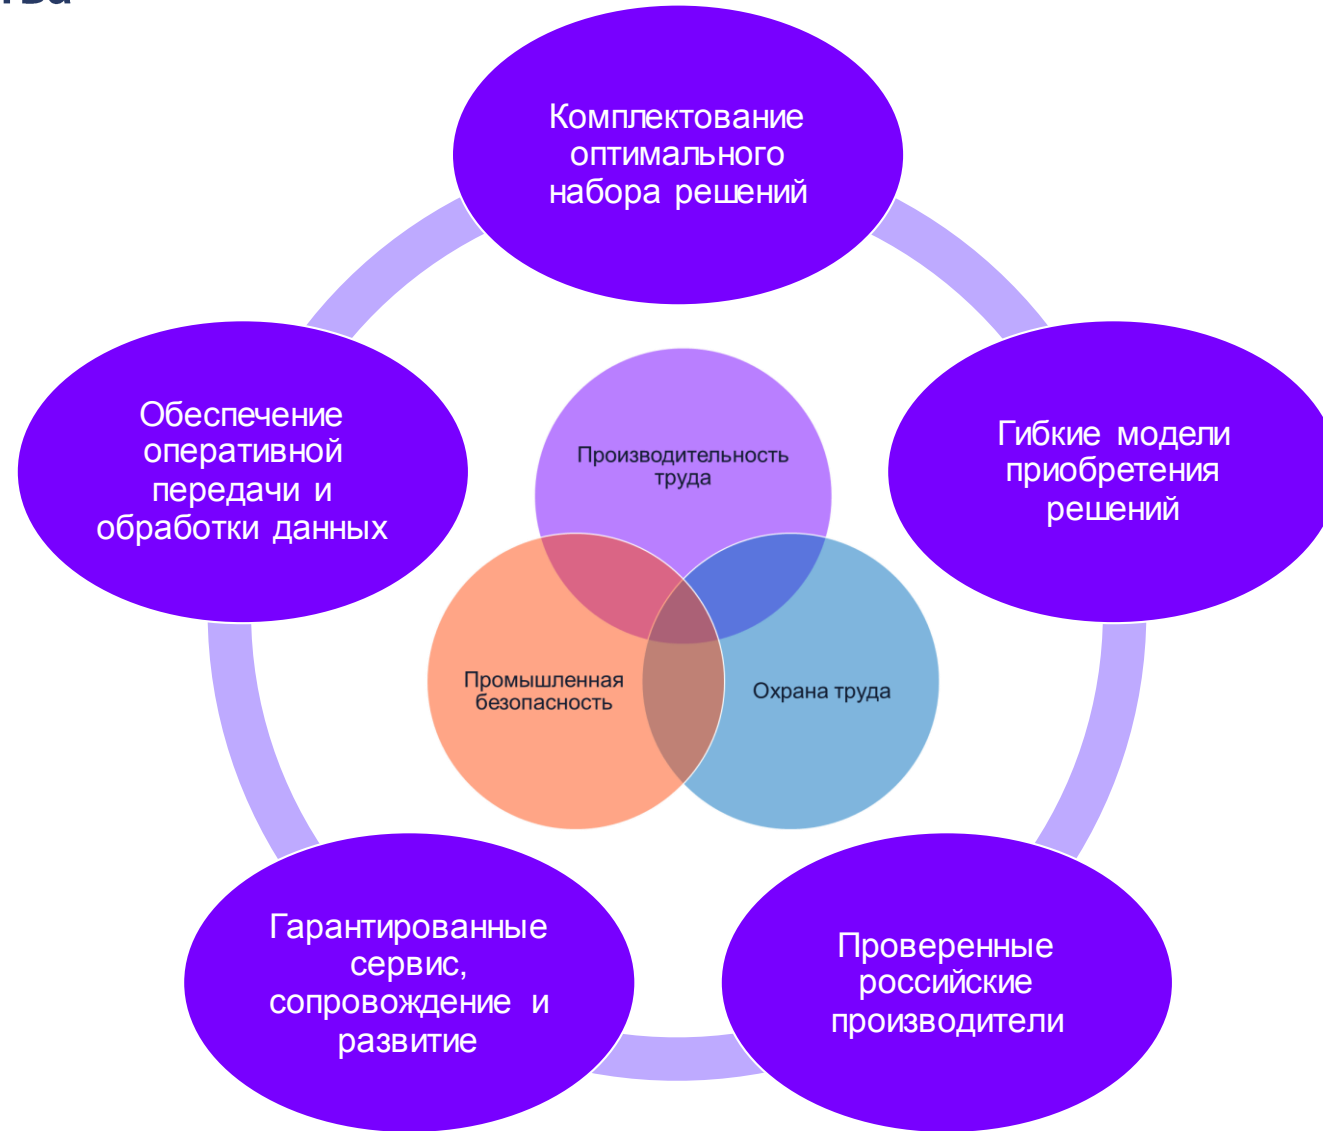 Комплектование
оптимального
набора решений
Обеспечение
оперативной
передачи и
обработки данных
Гибкие модели
приобретения
решений
Производительность
труда
Промышленная
безопасность
Охрана труда
Гарантированные
сервис,
сопровождение и
развитие
Проверенные
российские
производители